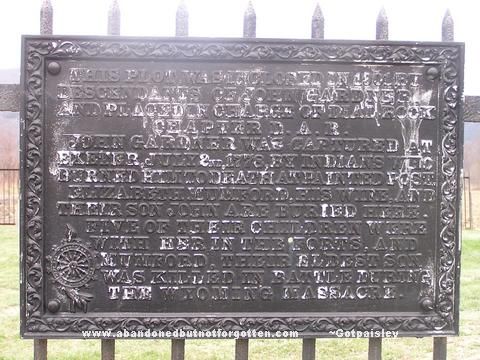 THIS PLOT WAS INCLOSED IN 1901 BY
DESCENDANTS OF JOHN GARDNER
AND PLACED IN CHARGE OF DIAL ROCK
CHAPTER D.A.R.
JOHN GARDNER WAS CAPTURED AT
EXETER, JULY 2ND, 1778, BY INDIANS WHO
BURNED HIM TO DEATH AT PAINTED POST
ELIZABETH MUMFORD, HIS WIFE, AND
THEIR SON JOHN ARE BURIED HERE.
FIVE OF THEIR CHILDREN WERE
WITH HER IN THE FORTS, AND
MUMFORD, THEIR ELDEST SON
WAS KILLED IN BATTLE DURING
THE WYOMING MASSACRE
www.abandonedbutnotforgotten.com ~Gotpaisley